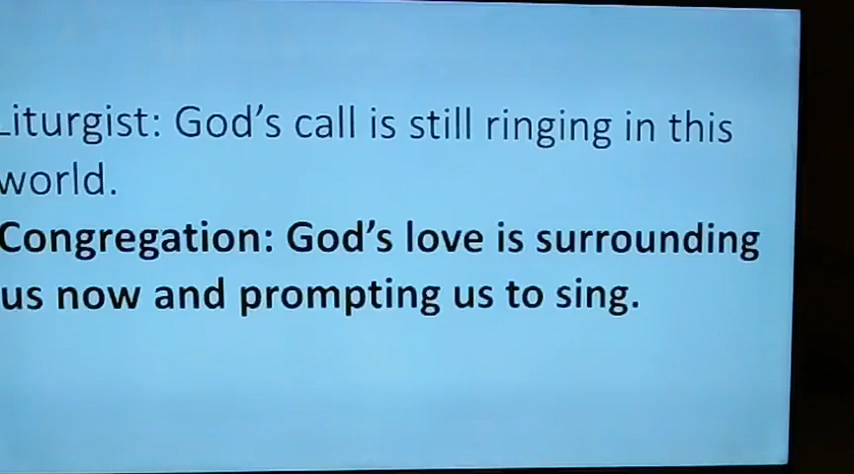 Liturgist: God's call is still ringing in this
world.
Congregation: God's love is surrounding
us now and prompting us to sing.